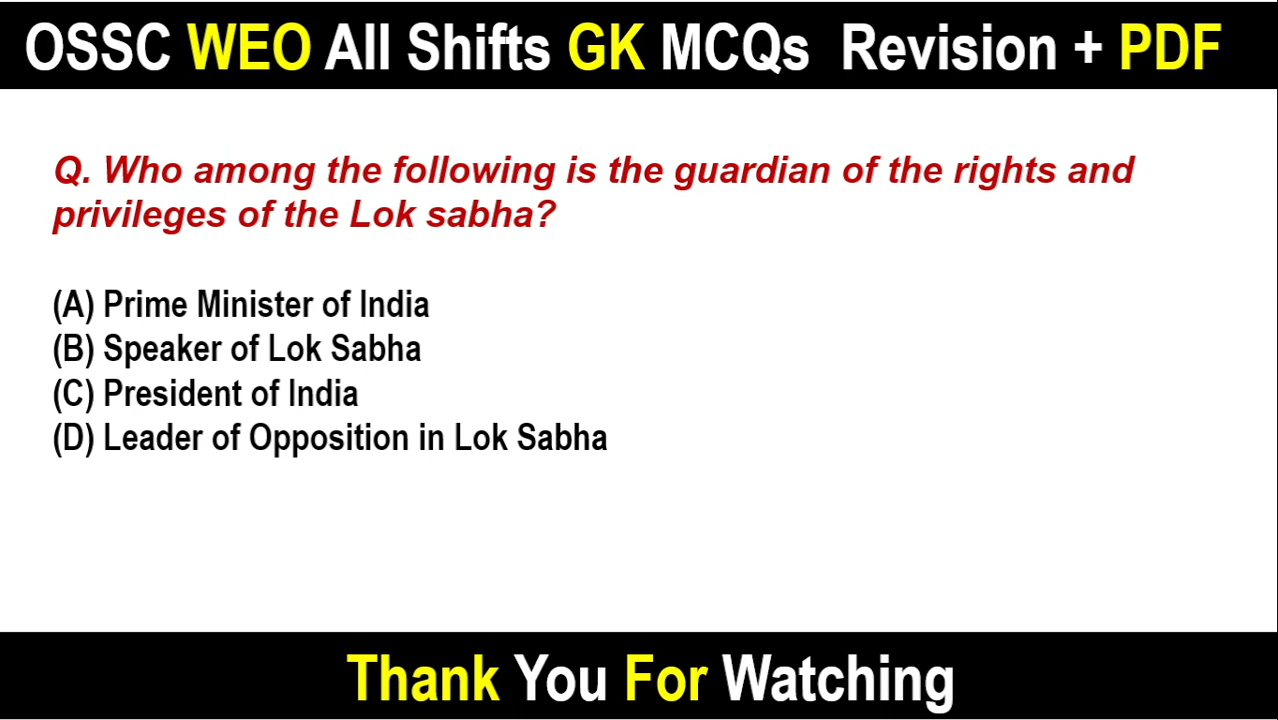 OSSC WEO All Shifts GK MCQs Revision + PDF
Q. Who among the following is the guardian of the rights and
privileges of the Lok sabha?
(A) Prime Minister of India
(B) Speaker of Lok Sabha
(C) President of India
(D) Leader of Opposition in Lok Sabha
Thank You For Watching